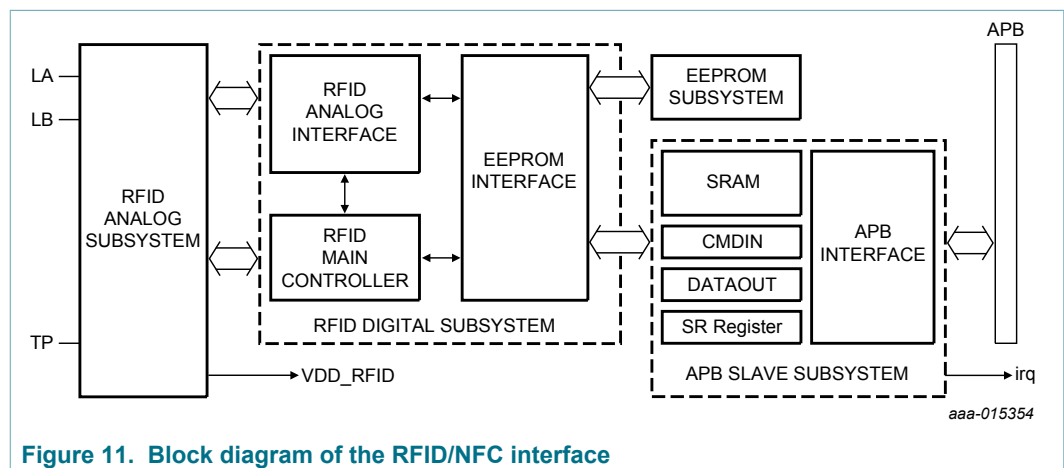 APB
LA
LB
TP
RFID
ANALOG
SUBSYSTEM
RFID
ANALOG
INTERFACE
RFID
MAIN
CONTROLLER
EEPROM
INTERFACE
RFID DIGITAL SUBSYSTEM
VDD_RFID
EEPROM
SUBSYSTEM
SRAM
CMDIN
DATAOUT
SR Register
APB
INTERFACE
APB SLAVE SUBSYSTEM
irq
aaa-015354
Figure 11. Block diagram of the RFID/NFC interface